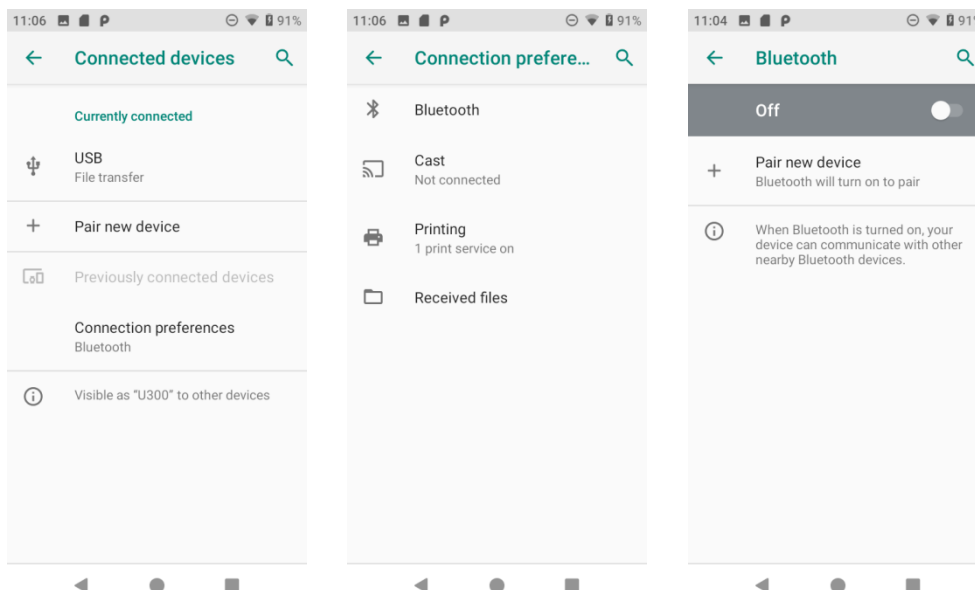 11:06 P 91%
Connected devices
Currently connected
USB
File transfer
Pair new device
Previously connected devices
Connection preferences
Bluetooth
Visible as "U300" to other devices
11:06 P 91%
Connection prefere...
Bluetooth
Cast
Not connected
Printing
1 print service on
Received files
11:04 P 91%
Bluetooth
Off
Pair new device
Bluetooth will turn on to pair
When Bluetooth is turned on, your
device can communicate with other
nearby Bluetooth devices.